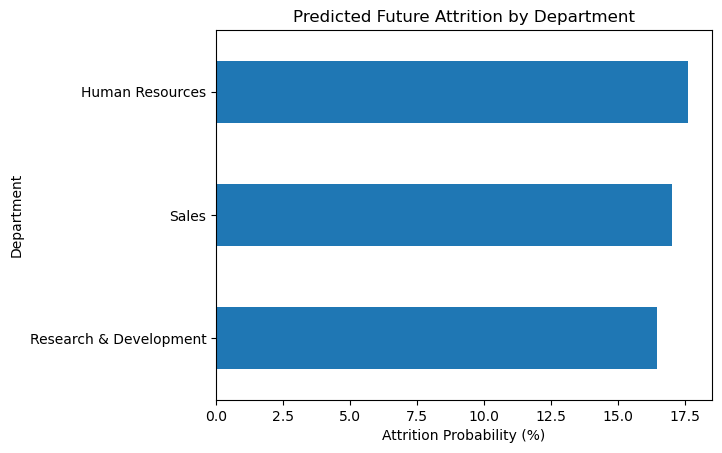 Predicted Future Attrition by Department
Human Resources
Sales
Research & Development
Department
0.0 2.5 5.0 7.5 10.0 12.5 15.0 17.5
Attrition Probability (%)